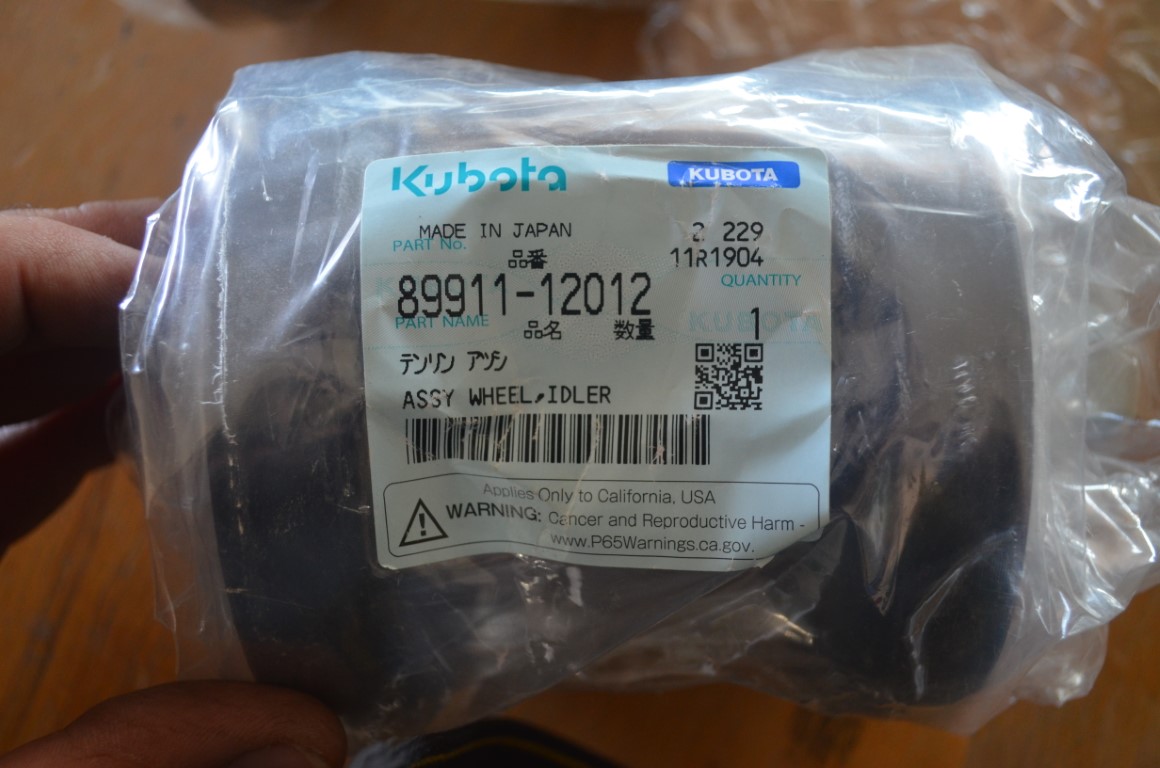 Kubota
KUBOTA
MADE IN JAPAN
2 229
PART No.
品番
11R1904
89911-12012
QUANTITY
PART NAME
品名
数量
1
KUBOTA
テンリン アツシ
ASSY WHEEL,IDLER
Applies Only to California, USA
WARNING: Cancer and Reproductive Harm -
www.P65Warnings.ca.gov.